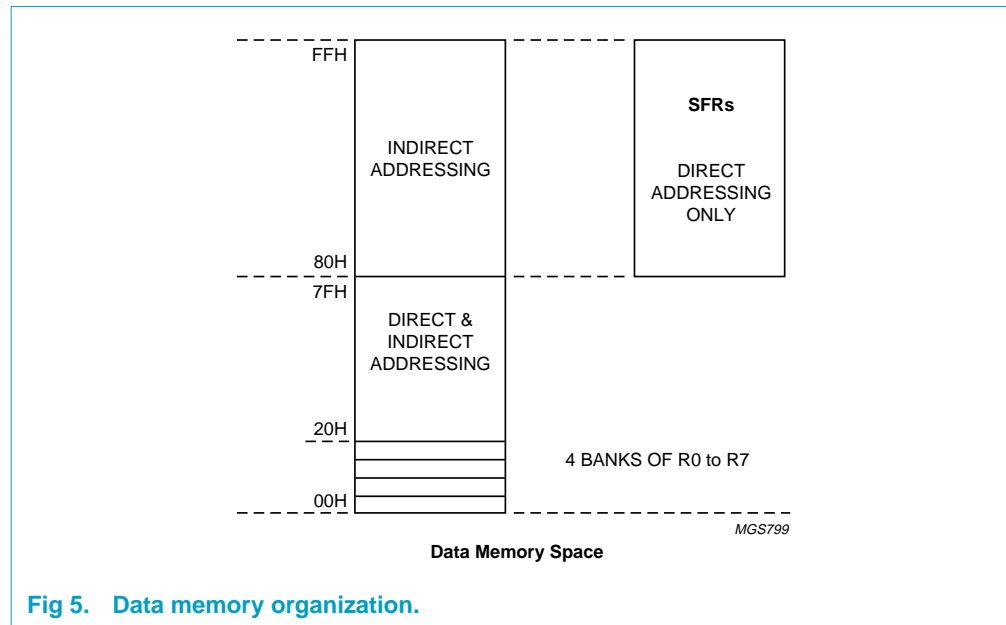 FFH
INDIRECT
ADDRESSING
80H
7FH
DIRECT &
INDIRECT
ADDRESSING
20H
00H
SFRs
DIRECT
ADDRESSING
ONLY
4 BANKS OF R0 to R7
MGS799
Data Memory Space
Fig 5. Data memory organization.